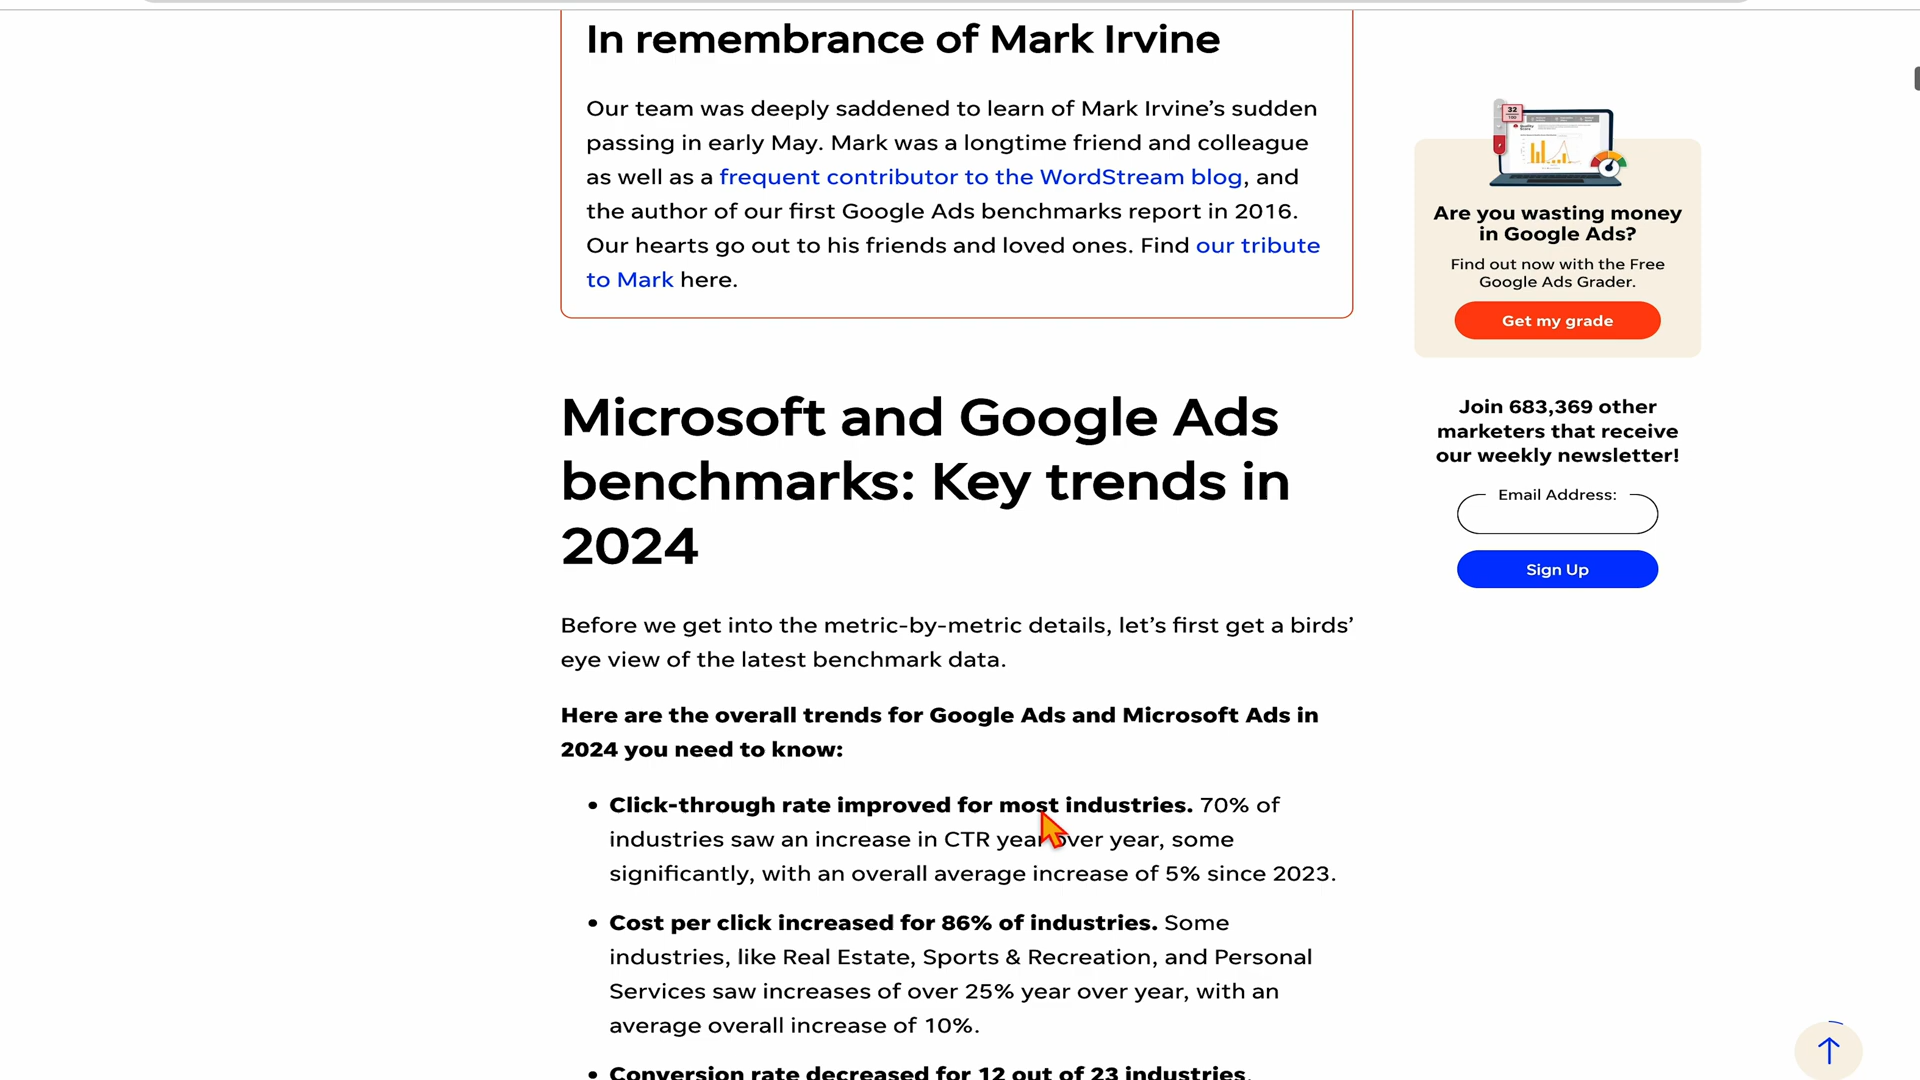 In remembrance of Mark Irvine
Our team was deeply saddened to learn of Mark Irvine’s sudden
passing in early May. Mark was a longtime friend and colleague
as well as a frequent contributor to the WordStream blog, and
the author of our first Google Ads benchmarks report in 2016.
Our hearts go out to his friends and loved ones. Find our tribute
to Mark here.
Microsoft and Google Ads
benchmarks: Key trends in
2024
Before we get into the metric-by-metric details, let’s first get a birds’
eye view of the latest benchmark data.
Here are the overall trends for Google Ads and Microsoft Ads in
2024 you need to know:
• Click-through rate improved for most industries. 70% of
industries saw an increase in CTR year over year, some
significantly, with an overall average increase of 5% since 2023.
• Cost per click increased for 86% of industries. Some
industries, like Real Estate, Sports & Recreation, and Personal
Services saw increases of over 25% year over year, with an
average overall increase of 10%.
• Conversion rate decreased for 12 out of 23 industries.
32
Are you wasting money
in Google Ads?
Find out now with the Free
Google Ads Grader.
Get my grade
Join 683,369 other
marketers that receive
our weekly newsletter!
Email Address:
Sign Up